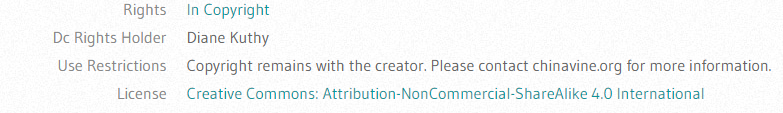 Rights In Copyright
Dc Rights Holder Diane Kuthy
Use Restrictions Copyright remains with the creator. Please contact chinavine.org for more information.
License Creative Commons: Attribution-NonCommercial-ShareAlike 4.0 International